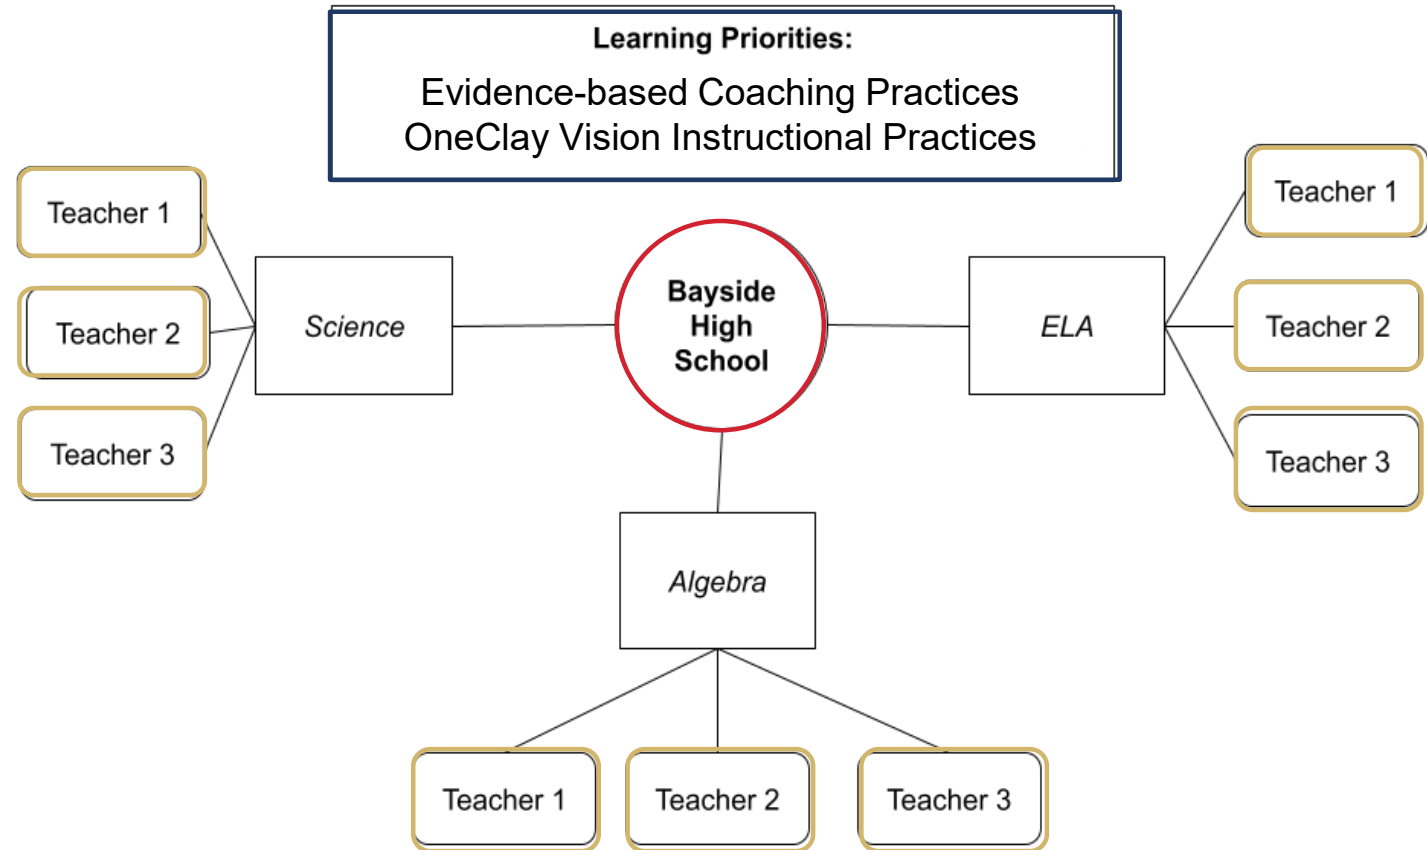 Learning Priorities:
Evidence-based Coaching Practices
OneClay Vision Instructional Practices
Teacher 1
Teacher 2
Teacher 3
Science
Bayside
High
School
ELA
Teacher 1
Teacher 2
Teacher 3
Algebra
Teacher 1
Teacher 2
Teacher 3